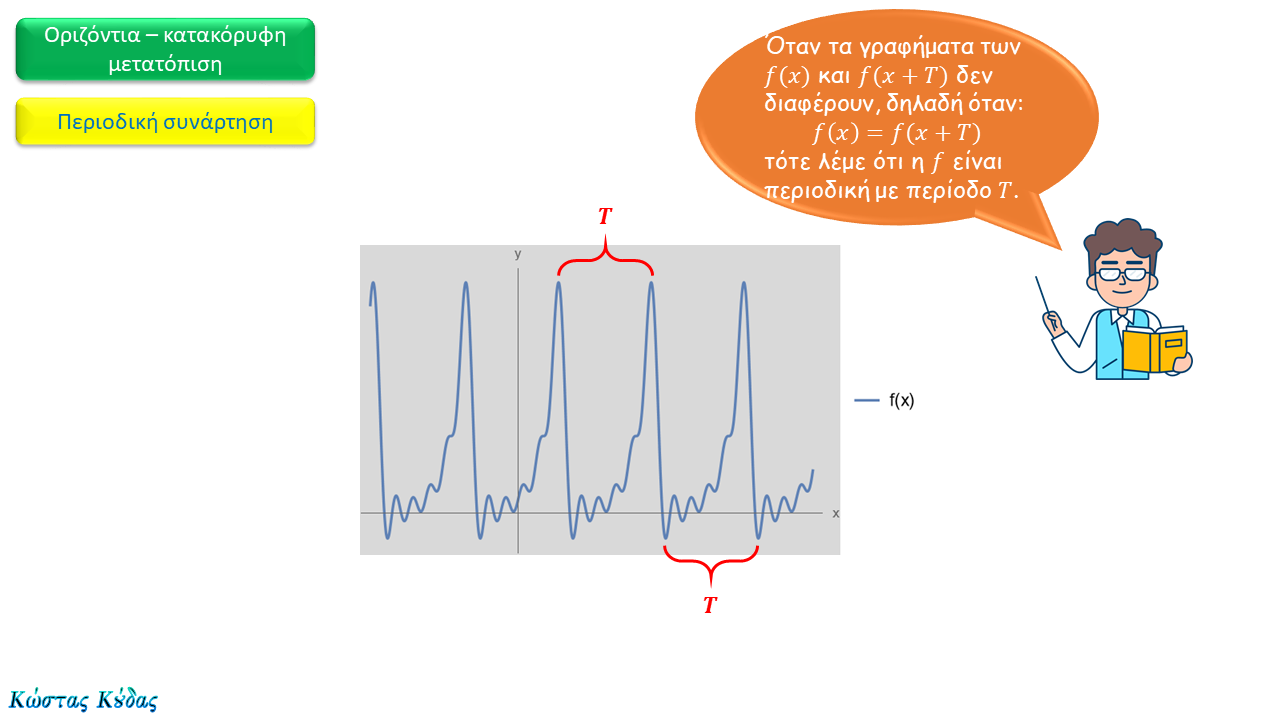 Οριζόντια – κατακόρυφη
μετατόπιση
Περιοδική συνάρτηση
Όταν τα γραφήματα των
f(x) και f(x + T) δεν
διαφέρουν, δηλαδή όταν:
f(x) = f(x + T)
τότε λέμε ότι η f είναι
περιοδική με περίοδο T.
T
y
x
f(x)
T
Κώστας Κύδας